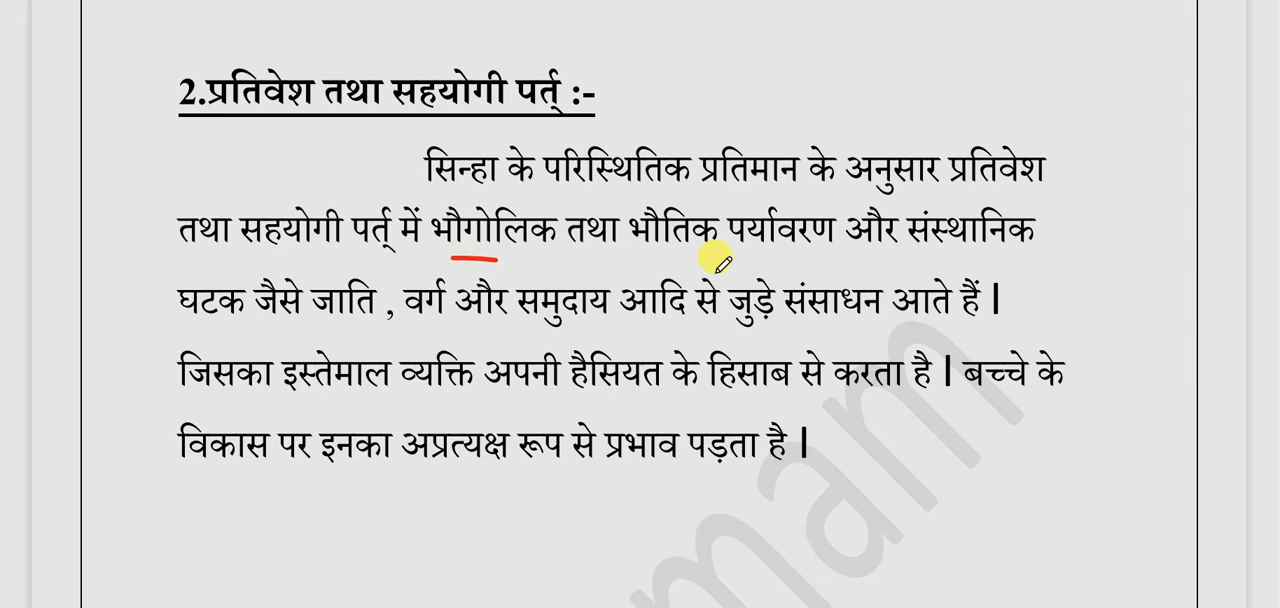 2.प्रतिवेश तथा सहयोगी पर्त् :-
सिन्हा के परिस्थितिक प्रतिमान के अनुसार प्रतिवेश
तथा सहयोगी पर्त् में भौगोलिक तथा भौतिक पर्यावरण और संस्थानिक
घटक जैसे जाति , वर्ग और समुदाय आदि से जुड़े संसाधन आते हैं |
जिसका इस्तेमाल व्यक्ति अपनी हैसियत के हिसाब से करता है | बच्चे के
विकास पर इनका अप्रत्यक्ष रूप से प्रभाव पड़ता है |